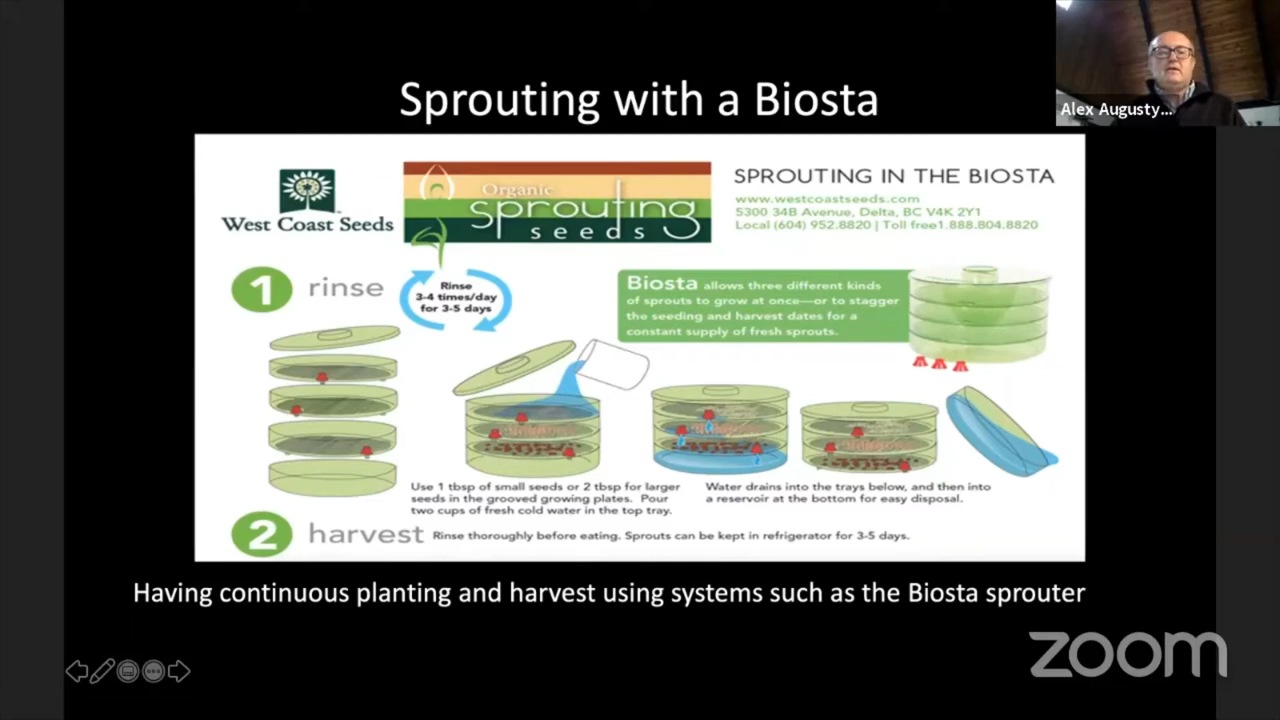 Alex Augusty...
Sprouting with a Biosta
West Coast Seeds
Organic
sprouting
seeds
SPROUTING IN THE BIOSTA
www.westcoastseeds.com
5300 34B Avenue, Delta, BC V4K 2Y1
Local (604) 952.8820 | Toll free1.888.804.8820
1 rinse
Rinse
3-4 times/day
for 3-5 days
Biosta allows three different kinds
of sprouts to grow at once—or to stagger
the seeding and harvest dates for a
constant supply of fresh sprouts.
Use 1 tbsp of small seeds or 2 tbsp for larger
seeds in the grooved growing plates. Pour
two cups of fresh cold water in the top tray.
Water drains into the trays below, and then into
a reservoir at the bottom for easy disposal.
2 harvest Rinse thoroughly before eating. Sprouts can be kept in refrigerator for 3-5 days.
Having continuous planting and harvest using systems such as the Biosta sprouter
zoom